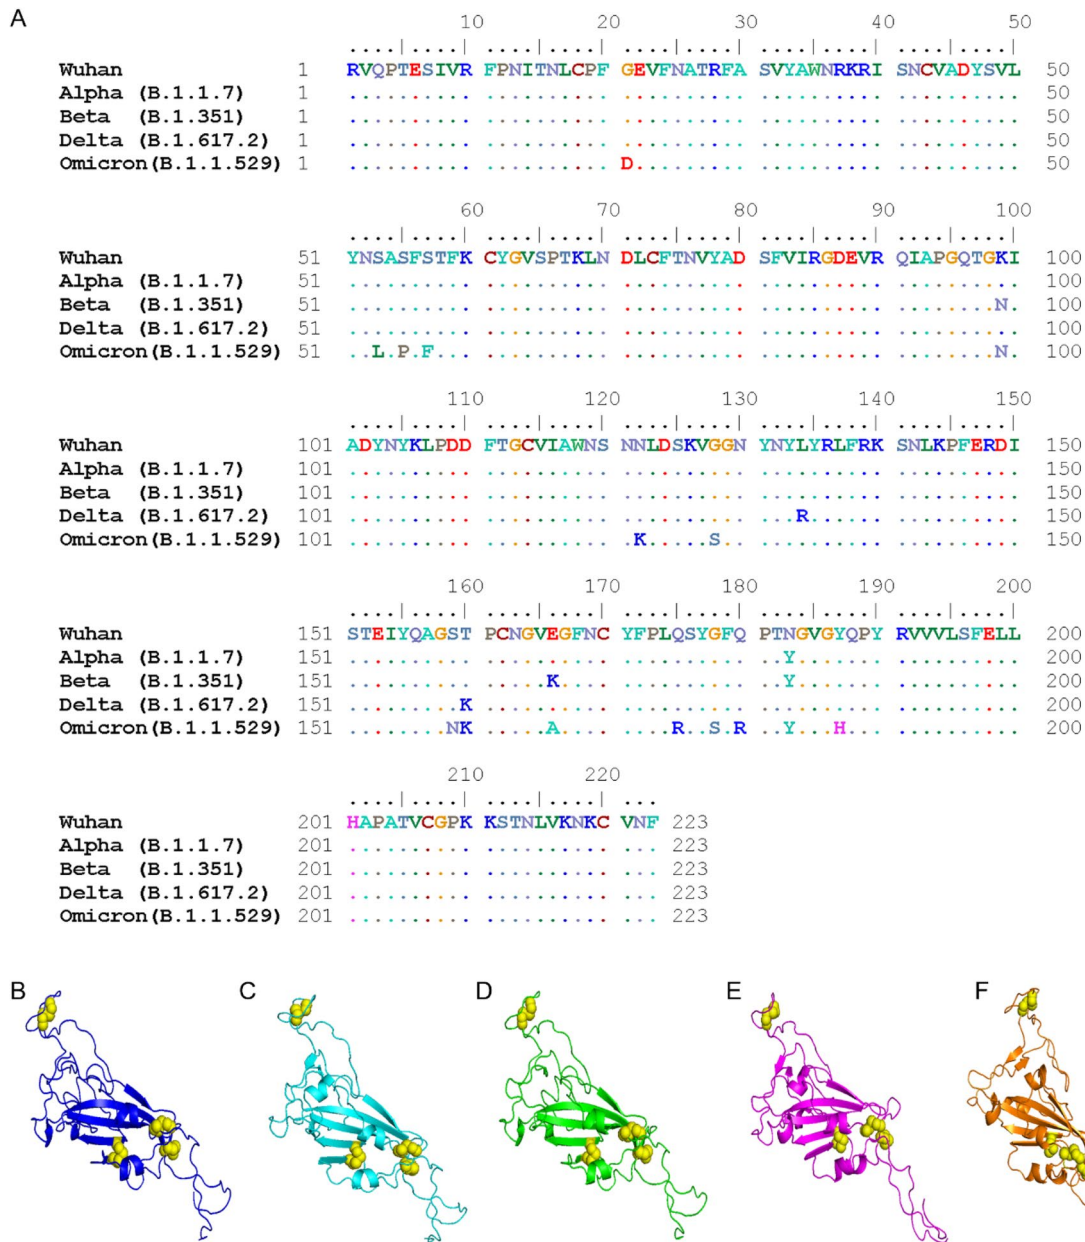 A
10 20 30 40 50
....|....| ....|....| ....|....| ....|....| ....|....|
Wuhan 1 RVQPTESIVR FPNITNLCPF GEVFNATRFA SVYAWNRKRI SNCVADYSVL 50
Alpha (B.1.1.7) 1 .......... .......... .......... .......... .......... 50
Beta (B.1.351) 1 .......... .......... .......... .......... .......... 50
Delta (B.1.617.2) 1 .......... .......... .......... .......... .......... 50
Omicron(B.1.1.529) 1 .......... .......... D......... .......... .......... 50
60 70 80 90 100
....|....| ....|....| ....|....| ....|....| ....|....|
Wuhan 51 YNSASFSTFK CYGVSPTKLN DLCFTNVYAD SFVIRGDEVR QIAPGQTGKI 100
Alpha (B.1.1.7) 51 .......... .......... .......... .......... .......... 100
Beta (B.1.351) 51 .......... .......... .......... .......... ........N. 100
Delta (B.1.617.2) 51 .......... .......... .......... .......... .......... 100
Omicron(B.1.1.529) 51 ..L.P.F... .......... .......... .......... ........N. 100
110 120 130 140 150
....|....| ....|....| ....|....| ....|....| ....|....|
Wuhan 101 ADYNYKLPDD FTGCVIAWNS NNLDSKVGGN YNYLYRLFRK SNLKPFERDI 150
Alpha (B.1.1.7) 101 .......... .......... .......... .......... .......... 150
Beta (B.1.351) 101 .......... .......... .......... .......... .......... 150
Delta (B.1.617.2) 101 .......... .......... .......... ...R...... .......... 150
Omicron(B.1.1.529) 101 .......... .......... .K.....S.. .......... .......... 150
160 170 180 190 200
....|....| ....|....| ....|....| ....|....| ....|....|
Wuhan 151 STEIYQAGST PCNGVEGFNC YFPLQSYGFQ PTNGVGYQPY RVVVLSFELL 200
Alpha (B.1.1.7) 151 .......... .......... .......... ..Y....... .......... 200
Beta (B.1.351) 151 .......... .....K.... .......... ..Y....... .......... 200
Delta (B.1.617.2) 151 .........K .......... .......... .......... .......... 200
Omicron(B.1.1.529) 151 ........NK .....A.... ....R..S.R ..Y...H... .......... 200
210 220
....|....| ....|....| ...
Wuhan 201 HAPATVCGPK KSTNLVKNKC VNF 223
Alpha (B.1.1.7) 201 .......... .......... ... 223
Beta (B.1.351) 201 .......... .......... ... 223
Delta (B.1.617.2) 201 .......... .......... ... 223
Omicron(B.1.1.529) 201 .......... .......... ... 223
B C D E F